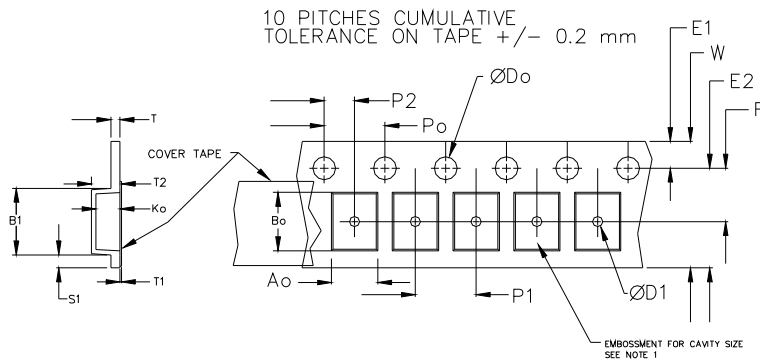 10 PITCHES CUMULATIVE
TOLERANCE ON TAPE +/- 0.2 mm
E1
W
ØDo
E2
P2
F
T
Po
COVER TAPE
T2
Ko
B1
Bo
T1
S1
Ao
P1
ØD1
EMBOSSMENT FOR CAVITY SIZE
SEE NOTE 1